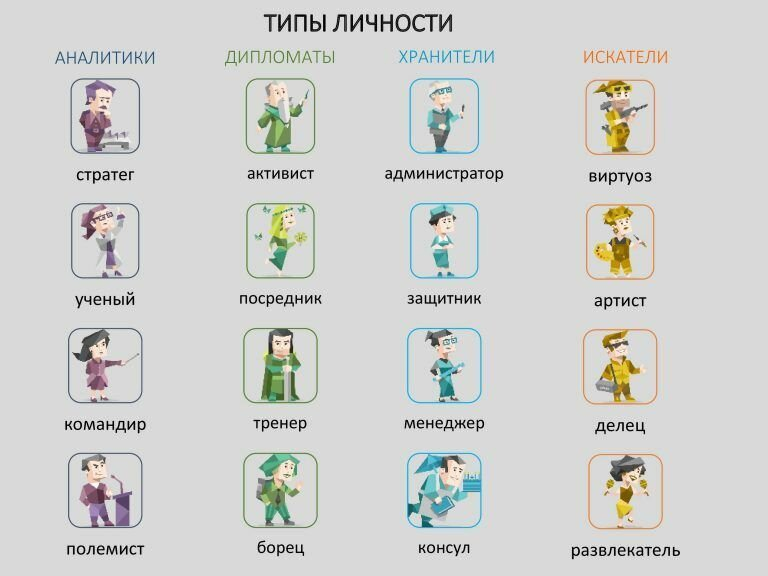 ТИПЫ ЛИЧНОСТИ
АНАЛИТИКИ ДИПЛОМАТЫ ХРАНИТЕЛИ ИСКАТЕЛИ
стратег активист администратор виртуоз
ученый посредник защитник артист
командир тренер менеджер делец
полемист борец консул развлекатель